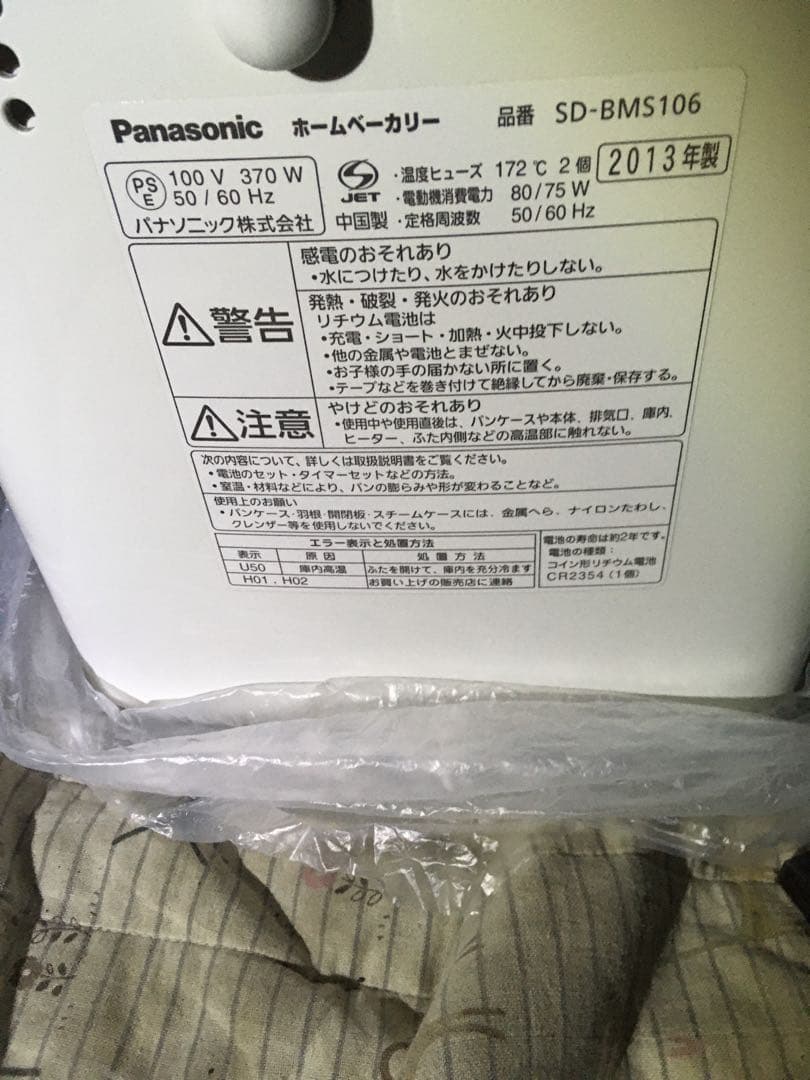 Panasonic ホームベーカリー 品番 SD-BMS106
PS E 100 V 370 W
50 / 60 Hz
パナソニック株式会社
JET
・温度ヒューズ 172℃ 2個
・電動機消費電力 80/75 W
中国製・定格周波数 50/60 Hz
2013年製
警告
感電のおそれあり
・水につけたり、水をかけたりしない。
発熱・破裂・発火のおそれあり
リチウム電池は
・充電・ショート・加熱・火中投下しない。
・他の金属や電池とまぜない。
・お子様の手の届かない所に置く。
・テープなどを巻き付けて絶縁してから廃棄・保存する。
注意
やけどのおそれあり
・使用中や使用直後は、パンケースや本体、排気口、庫内、
ヒーター、ふた内側などの高温部に触れない。
次の内容について、詳しくは取扱説明書をご覧ください。
・電池のセット・タイマーセットなどの方法。
・室温・材料などにより、パンの膨らみや形が変わることなど。
使用上のお願い
・パンケース・羽根・開閉板・スチームケースには、金属へら、ナイロンたわし、
クレンザー等を使用しないでください。
エラー表示と処置方法
表示 原因 処置方法
U50 庫内高温 ふたを開けて、庫内を充分冷ます
H01．H02 お買い上げの販売店に連絡
電池の寿命は約2年です。
電池の種類：
コイン形リチウム電池
CR2354（1個）